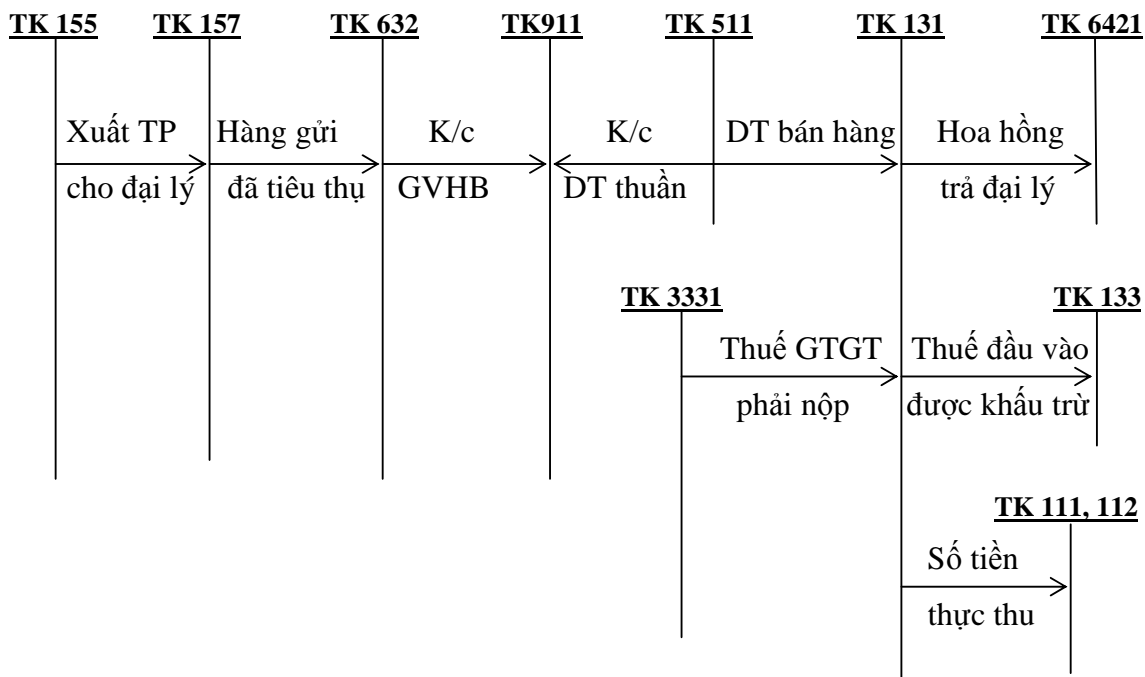 TK 155 TK 157 TK 632 TK911 TK 511 TK 131 TK 6421
Xuất TP Hàng gửi K/c K/c DT bán hàng Hoa hồng
cho đại lý đã tiêu thụ GVHB DT thuần trả đại lý
TK 3331 TK 133
Thuế GTGT Thuế đầu vào
phải nộp được khấu trừ
TK 111, 112
Số tiền
thực thu